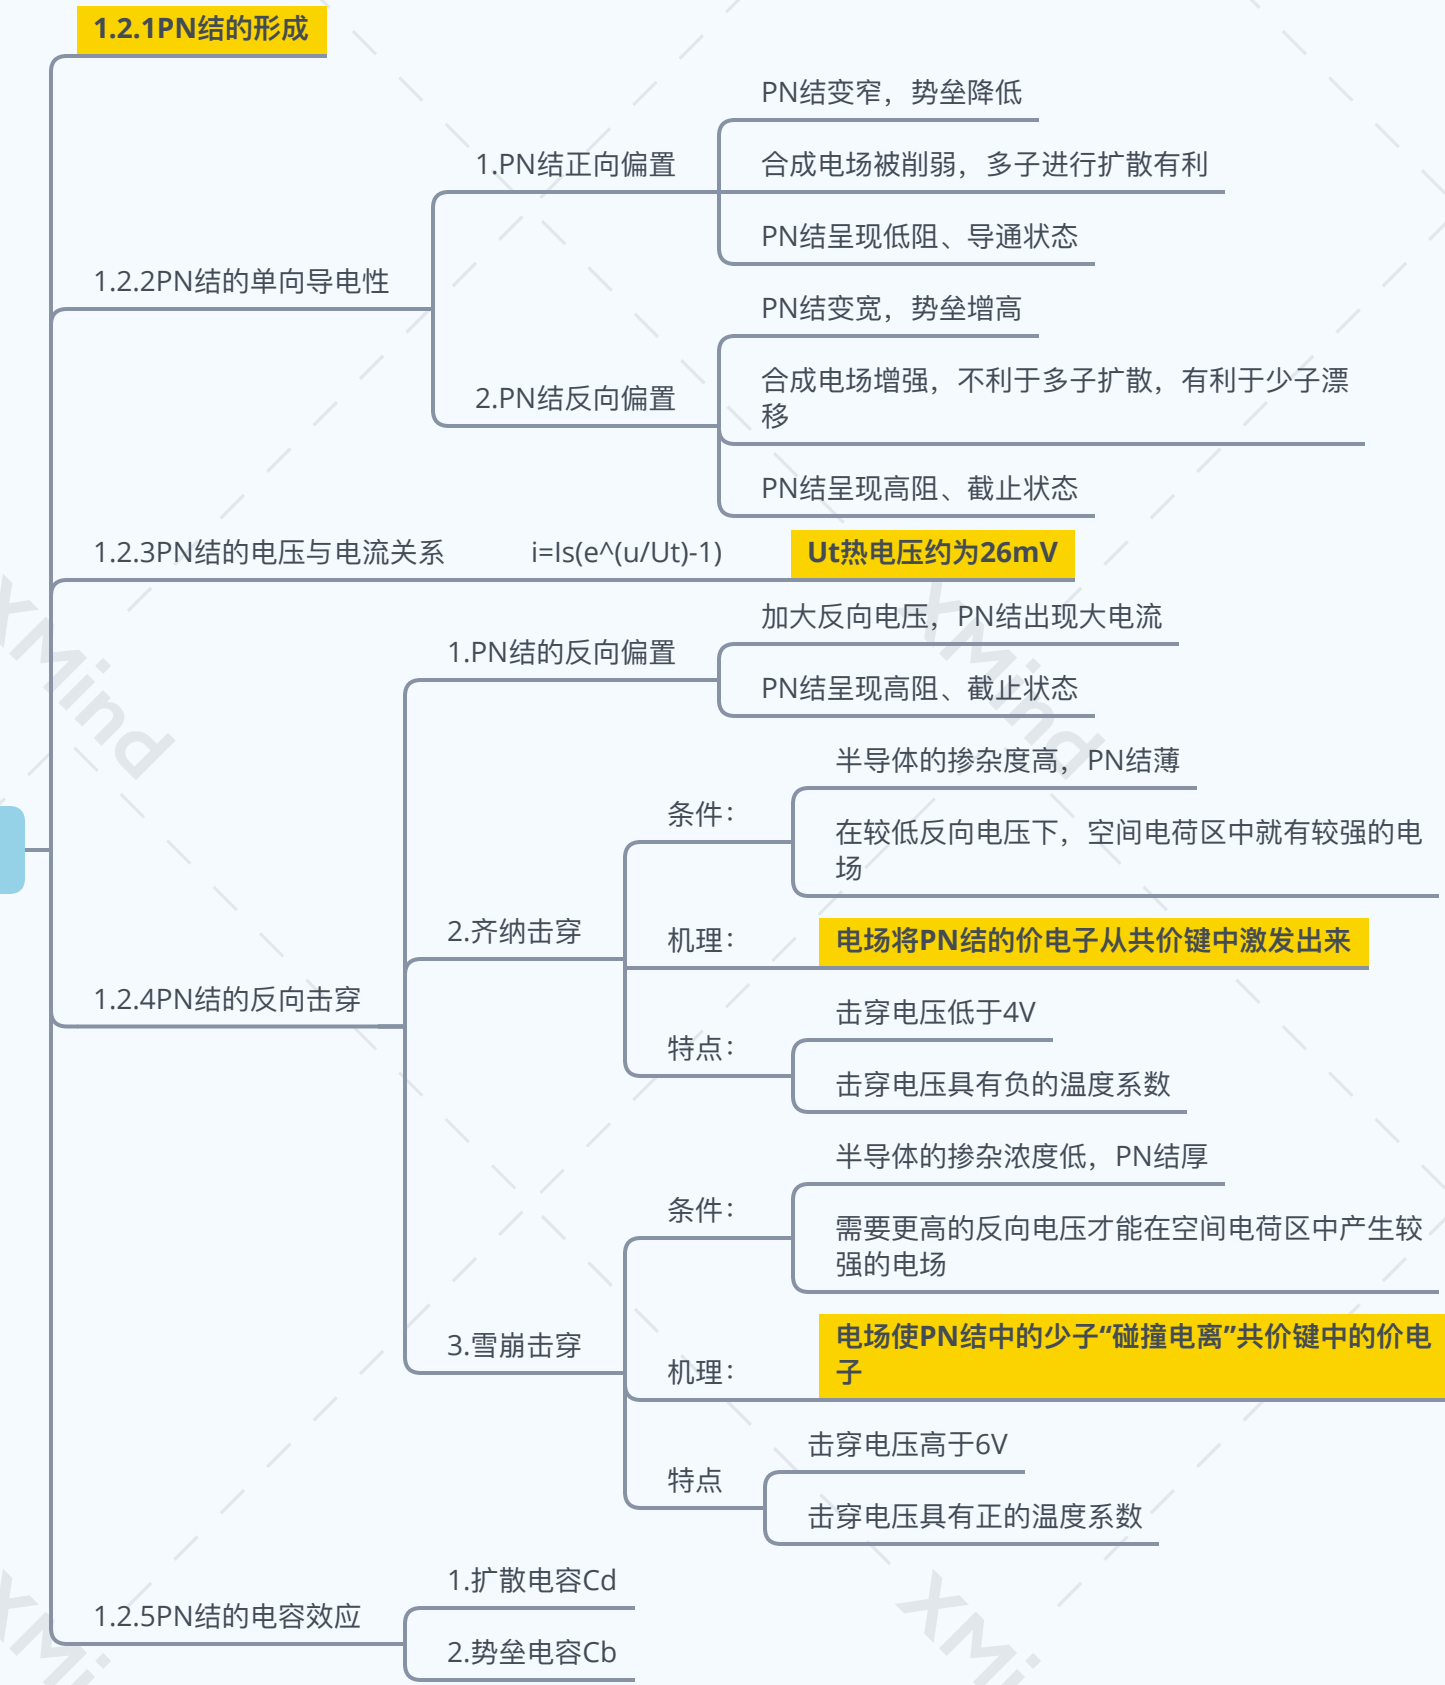 1.2.1PN结的形成
1.2.2PN结的单向导电性
1.PN结正向偏置
PN结变窄，势垒降低
合成电场被削弱，多子进行扩散有利
PN结呈现低阻、导通状态
2.PN结反向偏置
PN结变宽，势垒增高
合成电场增强，不利于多子扩散，有利于少子漂
移
PN结呈现高阻、截止状态
1.2.3PN结的电压与电流关系
i=Is(e^(u/Ut)-1)
Ut热电压约为26mV
1.2.4PN结的反向击穿
1.PN结的反向偏置
加大反向电压，PN结出现大电流
PN结呈现高阻、截止状态
2.齐纳击穿
条件：
半导体的掺杂度高，PN结薄
在较低反向电压下，空间电荷区中就有较强的电
场
机理：
电场将PN结的价电子从共价键中激发出来
特点：
击穿电压低于4V
击穿电压具有负的温度系数
3.雪崩击穿
条件：
半导体的掺杂浓度低，PN结厚
需要更高的反向电压才能在空间电荷区中产生较
强的电场
机理：
电场使PN结中的少子“碰撞电离”共价键中的价电
子
特点
击穿电压高于6V
击穿电压具有正的温度系数
1.2.5PN结的电容效应
1.扩散电容Cd
2.势垒电容Cb
XMind
XMind
XMi
XMi